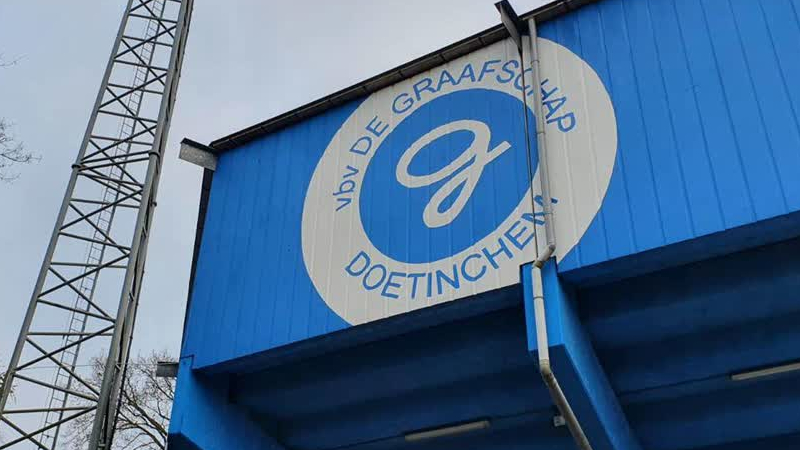 vbv DE GRAAFSCHAP
g
DOETINCHEM